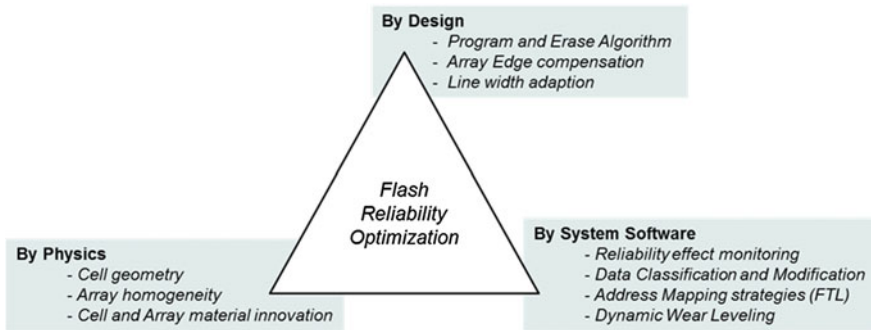 By Design
- Program and Erase Algorithm
- Array Edge compensation
- Line width adaption
Flash
Reliability
Optimization
By Physics
- Cell geometry
- Array homogeneity
- Cell and Array material innovation
By System Software
- Reliability effect monitoring
- Data Classification and Modification
- Address Mapping strategies (FTL)
- Dynamic Wear Leveling